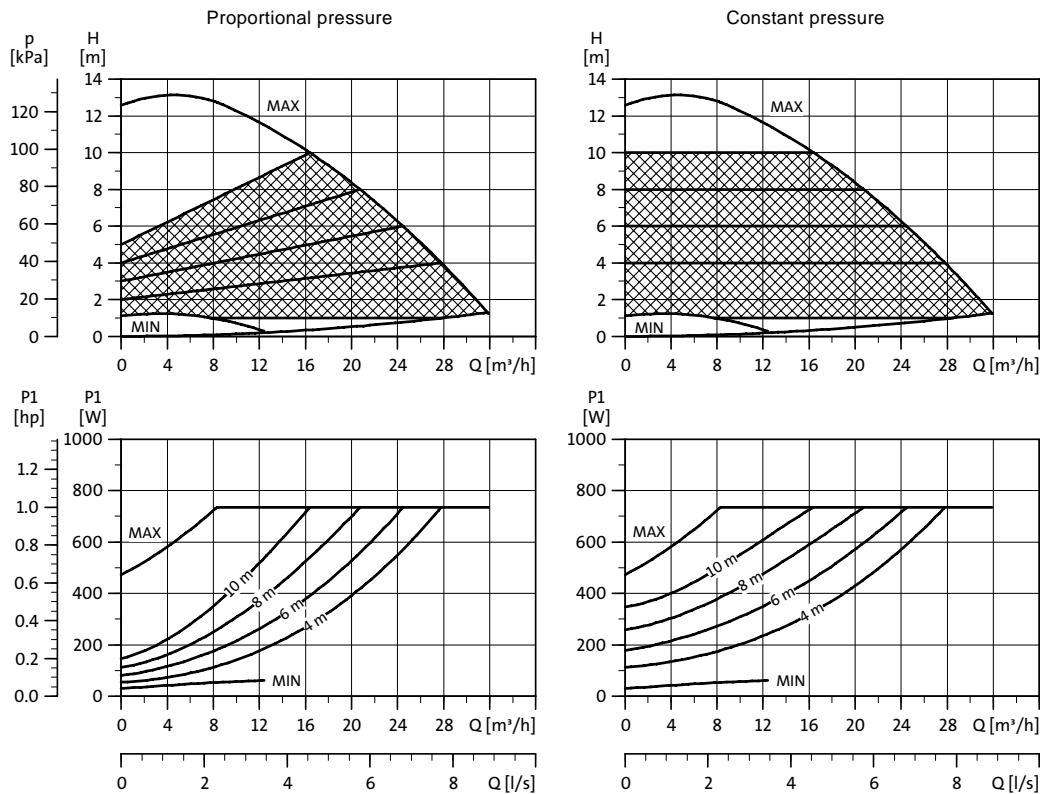 Proportional pressure
Constant pressure
p
[kPa]
H
[m]
H
[m]
14
12
10
8
6
4
2
0
120
100
80
60
40
20
0
MAX
MIN
0 4 8 12 16 20 24 28 Q [m³/h]
14
12
10
8
6
4
2
0
MAX
MIN
0 4 8 12 16 20 24 28 Q [m³/h]
P1
[hp]
P1
[W]
P1
[W]
1.2
1.0
0.8
0.6
0.4
0.2
0.0
1000
800
600
400
200
0
MAX
10 m
8 m
6 m
4 m
MIN
0 4 8 12 16 20 24 28 Q [m³/h]
0 2 4 6 8 Q [l/s]
1000
800
600
400
200
0
MAX
10 m
8 m
6 m
4 m
MIN
0 4 8 12 16 20 24 28 Q [m³/h]
0 2 4 6 8 Q [l/s]